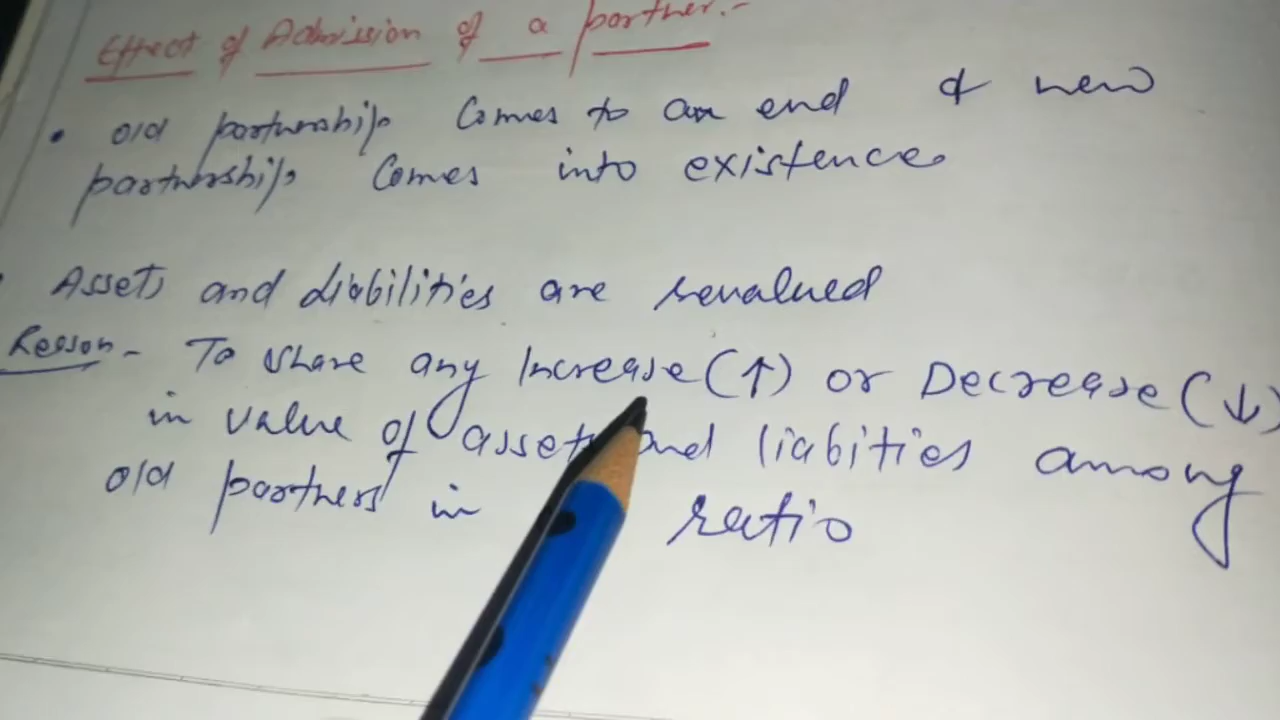 Effect of Admission of a partner:-
• old partnership Comes to an end & new
partnership Comes into existence
Assets and Liabilities are revalued
Reason - To share any Increase (↑) or Decrease (↓)
in value of assets and liabities among
old partners in ratio